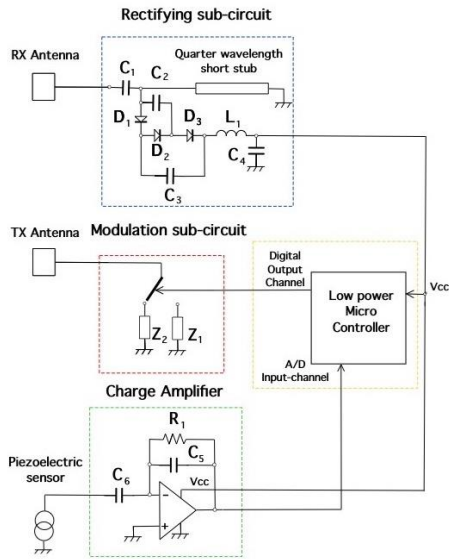 Rectifying sub-circuit
RX Antenna
Quarter wavelength
short stub
C1
C2
D1
D2
D3
L1
C4
C3
TX Antenna
Modulation sub-circuit
Digital
Output
Channel
Low power
Micro
Controller
Vcc
Z2
Z1
A/D
Input-channel
Charge Amplifier
R1
C5
Piezoelectric
sensor
C6
Vcc